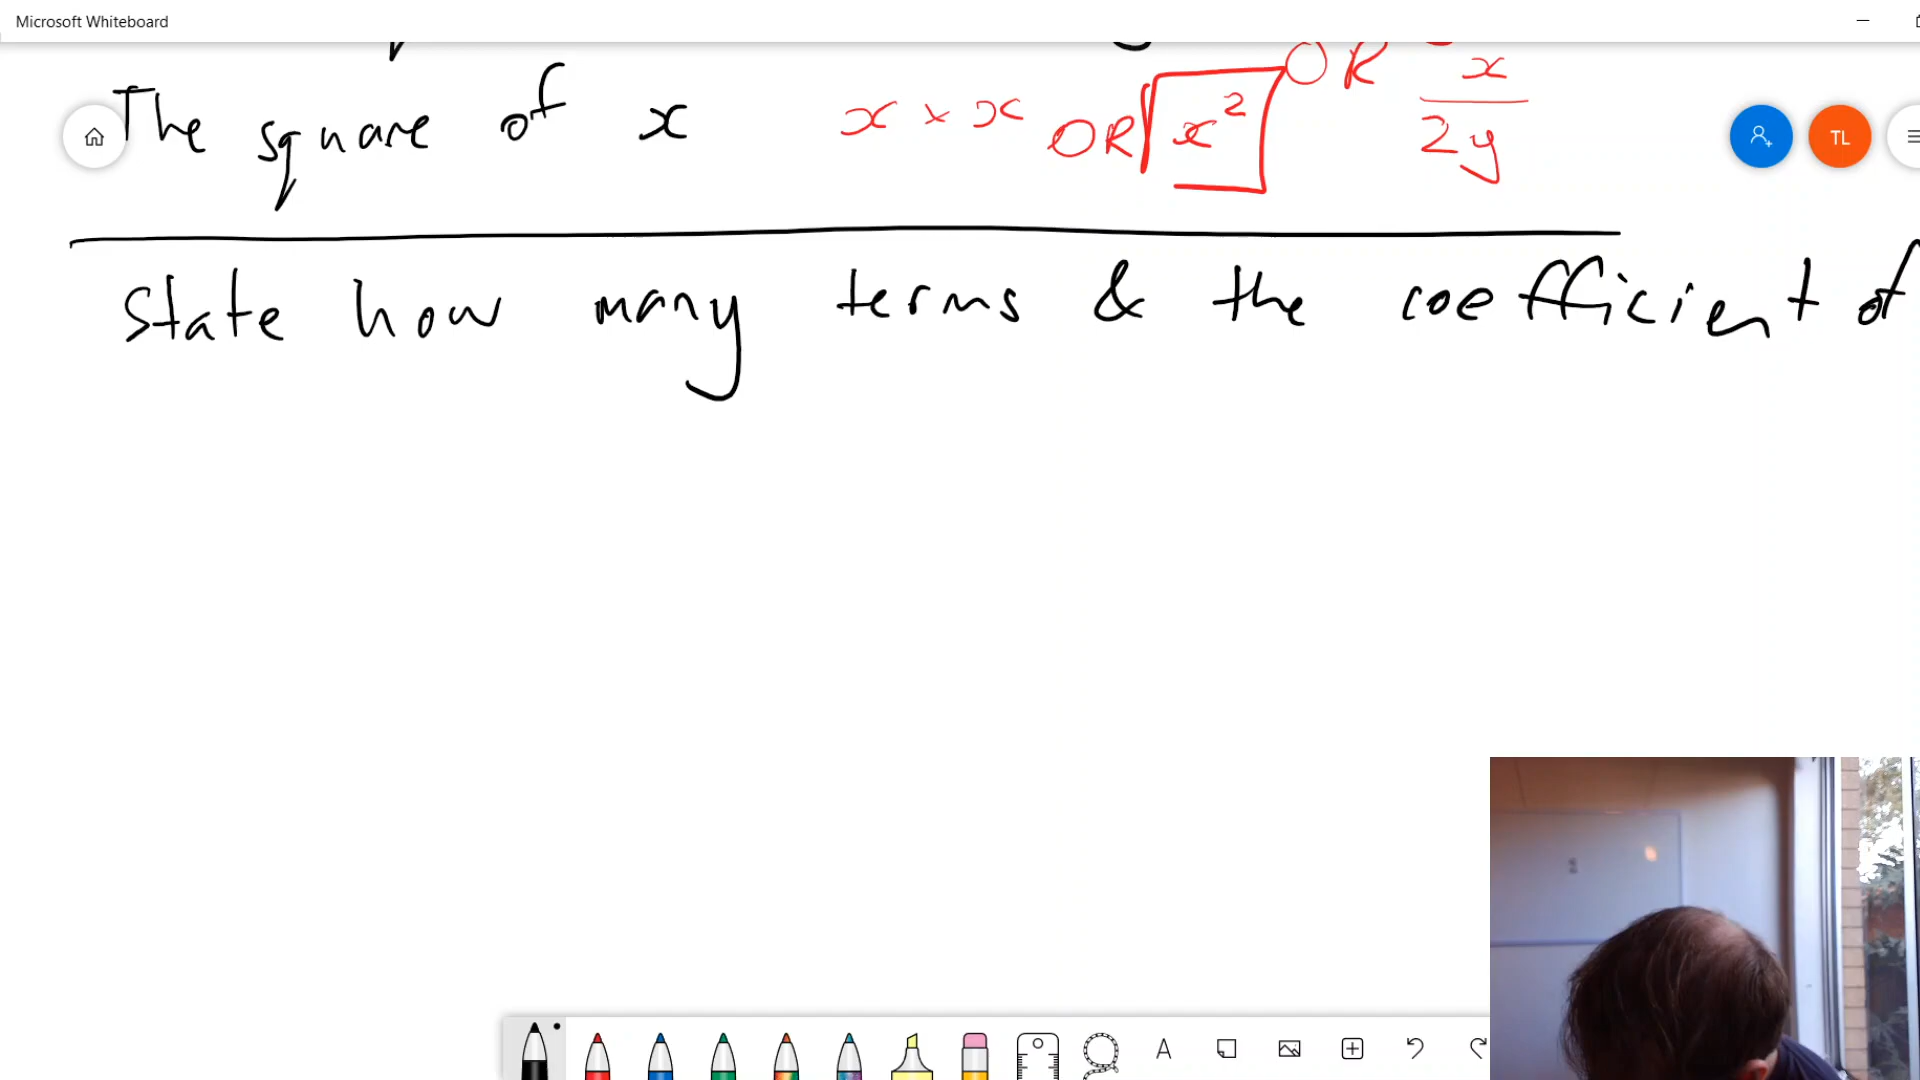 Microsoft Whiteboard
The square of x x × x OR x² OR x/2y
TL
State how many terms & the coefficient of
A